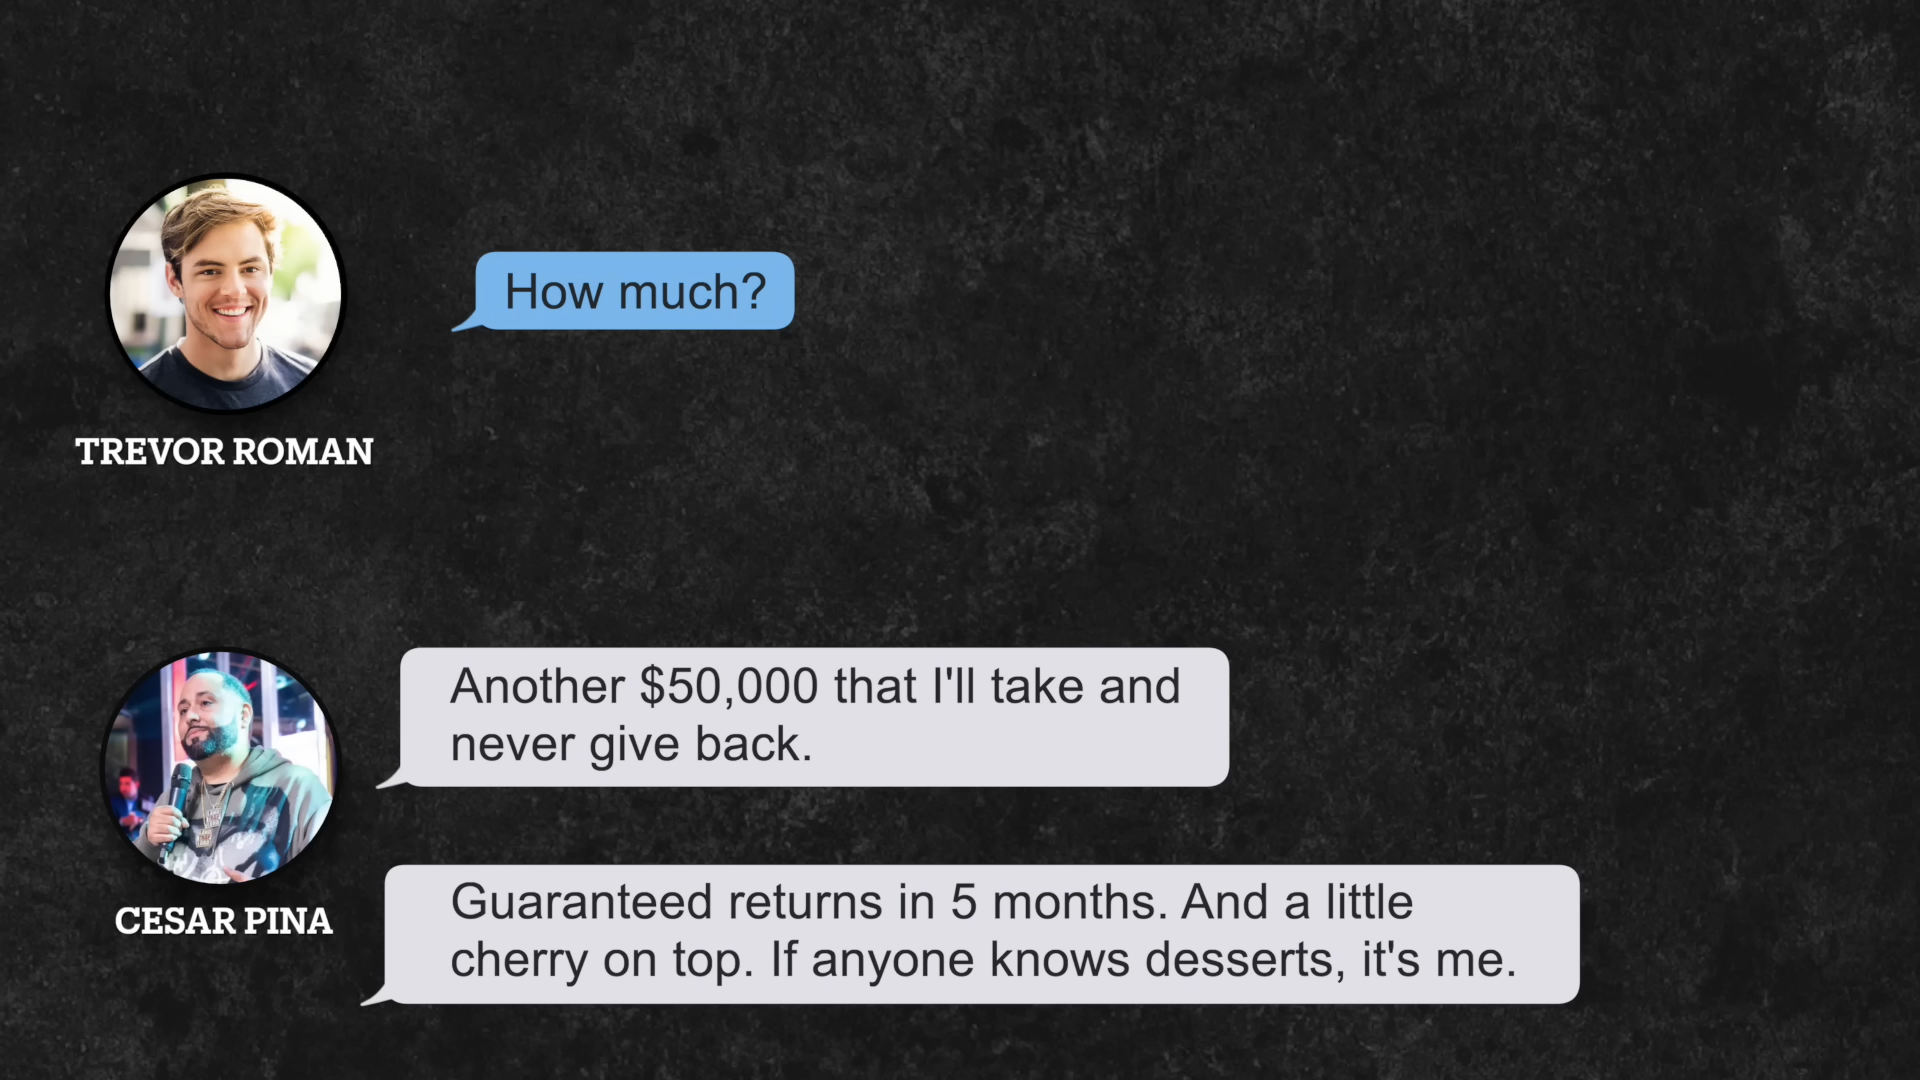 How much?
TREVOR ROMAN
Another $50,000 that I'll take and
never give back.
Guaranteed returns in 5 months. And a little
cherry on top. If anyone knows desserts, it's me.
CESAR PINA